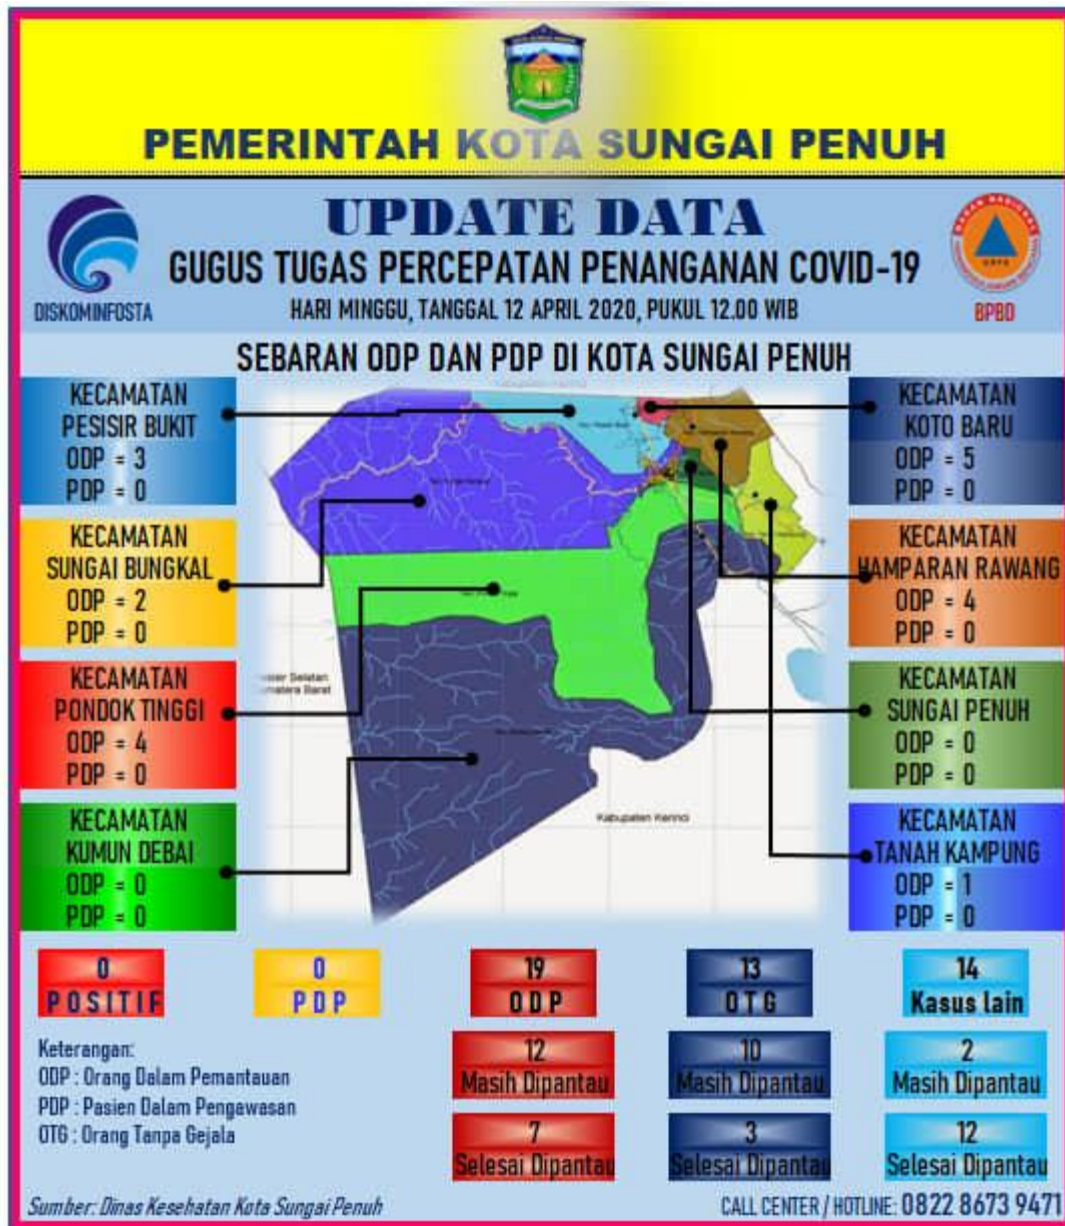 PEMERINTAH KOTA SUNGAI PENUH
UPDATE DATA
GUGUS TUGAS PERCEPATAN PENANGANAN COVID-19
HARI MINGGU, TANGGAL 12 APRIL 2020, PUKUL 12.00 WIB
DISKOMINFOSTA
BPBD
SEBARAN ODP DAN PDP DI KOTA SUNGAI PENUH
KECAMATAN
PESISIR BUKIT
ODP = 3
PDP = 0
KECAMATAN
SUNGAI BUNGKAL
ODP = 2
PDP = 0
KECAMATAN
PONDOK TINGGI
ODP = 4
PDP = 0
KECAMATAN
KUMUN DEBAI
ODP = 0
PDP = 0
Selatan
Barat
Kabupaten Kerinci
KECAMATAN
KOTO BARU
ODP = 5
PDP = 0
KECAMATAN
HAMPARAN RAWANG
ODP = 4
PDP = 0
KECAMATAN
SUNGAI PENUH
ODP = 0
PDP = 0
KECAMATAN
TANAH KAMPUNG
ODP = 1
PDP = 0
0
POSITIF
0
PDP
19
ODP
13
OTG
14
Kasus lain
12
Masih Dipantau
10
Masih Dipantau
2
Masih Dipantau
7
Selesai Dipantau
3
Selesai Dipantau
12
Selesai Dipantau
Keterangan:
ODP : Orang Dalam Pemantauan
PDP : Pasien Dalam Pengawasan
OTG : Orang Tanpa Gejala
Sumber: Dinas Kesehatan Kota Sungai Penuh
CALL CENTER / HOTLINE: 0822 8673 9471